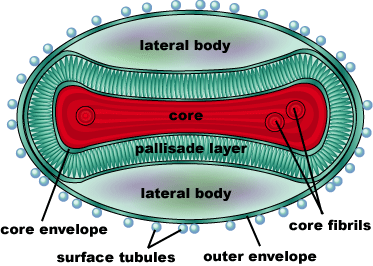 lateral body
core
pallisade layer
lateral body
core envelope
core fibrils
surface tubules
outer envelope